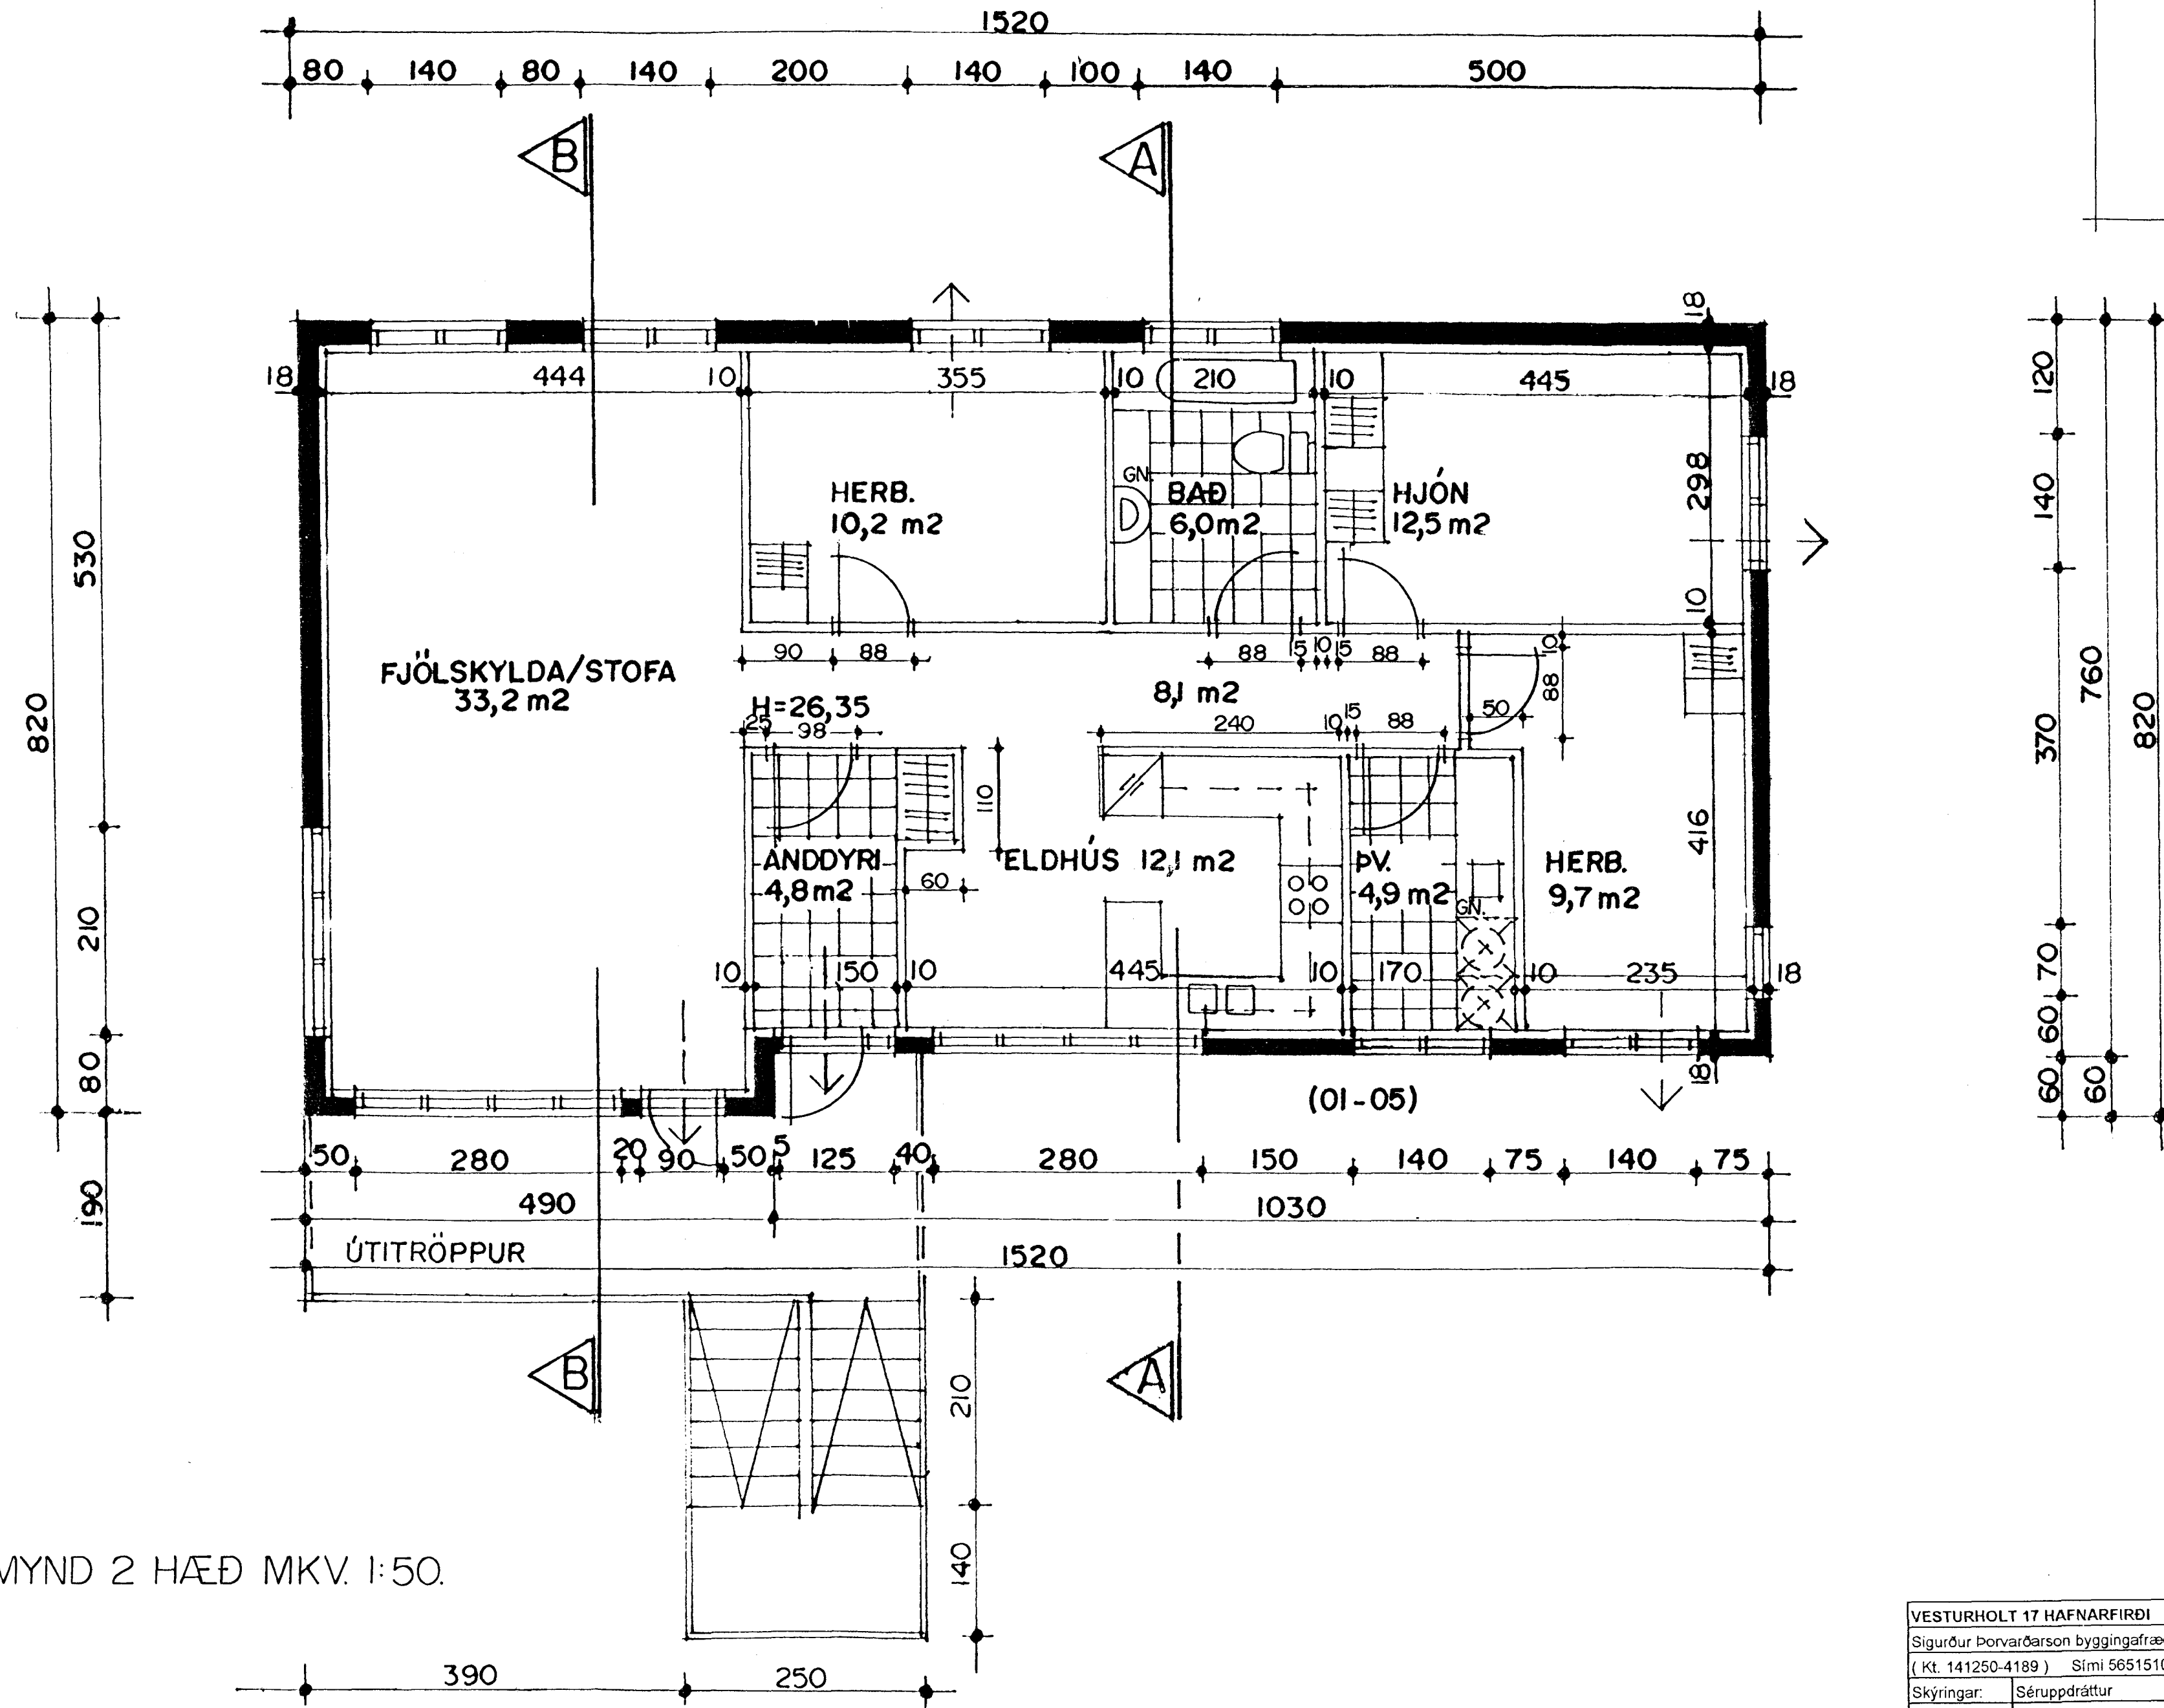 1520
80 140 80 140 200 140 100 140 500
B A
18
18 444 10 355 10 210 10 445 18
120
530
298
140
GN.
HERB.
10,2 m2
BAÐ
6,0m2
HJÓN
12,5 m2
10
90 88 88 15 10 15 88 10
88
760
FJÖLSKYLDA/STOFA
33,2 m2
8,1 m2
H=26,35
25 98 240 10 15 88 50
820
370
820
110
416
ANDDYRI
4,8m2
ELDHÚS 12,1 m2
ÞV.
4,9 m2
HERB.
9,7m2
60
GN.
210
10 150 10 445 10 170 10 235 18
70
60
80
18
60
60
(01-05)
50 280 20 90 50 5 125 40 280 150 140 75 140 75
190
490 1030
ÚTITRÖPPUR
1520
B A
210
140
MYND 2 HÆÐ MKV. 1:50.
390 250
VESTURHOLT 17 HAFNARFIRÐI
Sigurður Þorvarðarson byggingafræ
( Kt. 141250-4189 ) Sími 5651510
Skýringar: Séruppdráttur